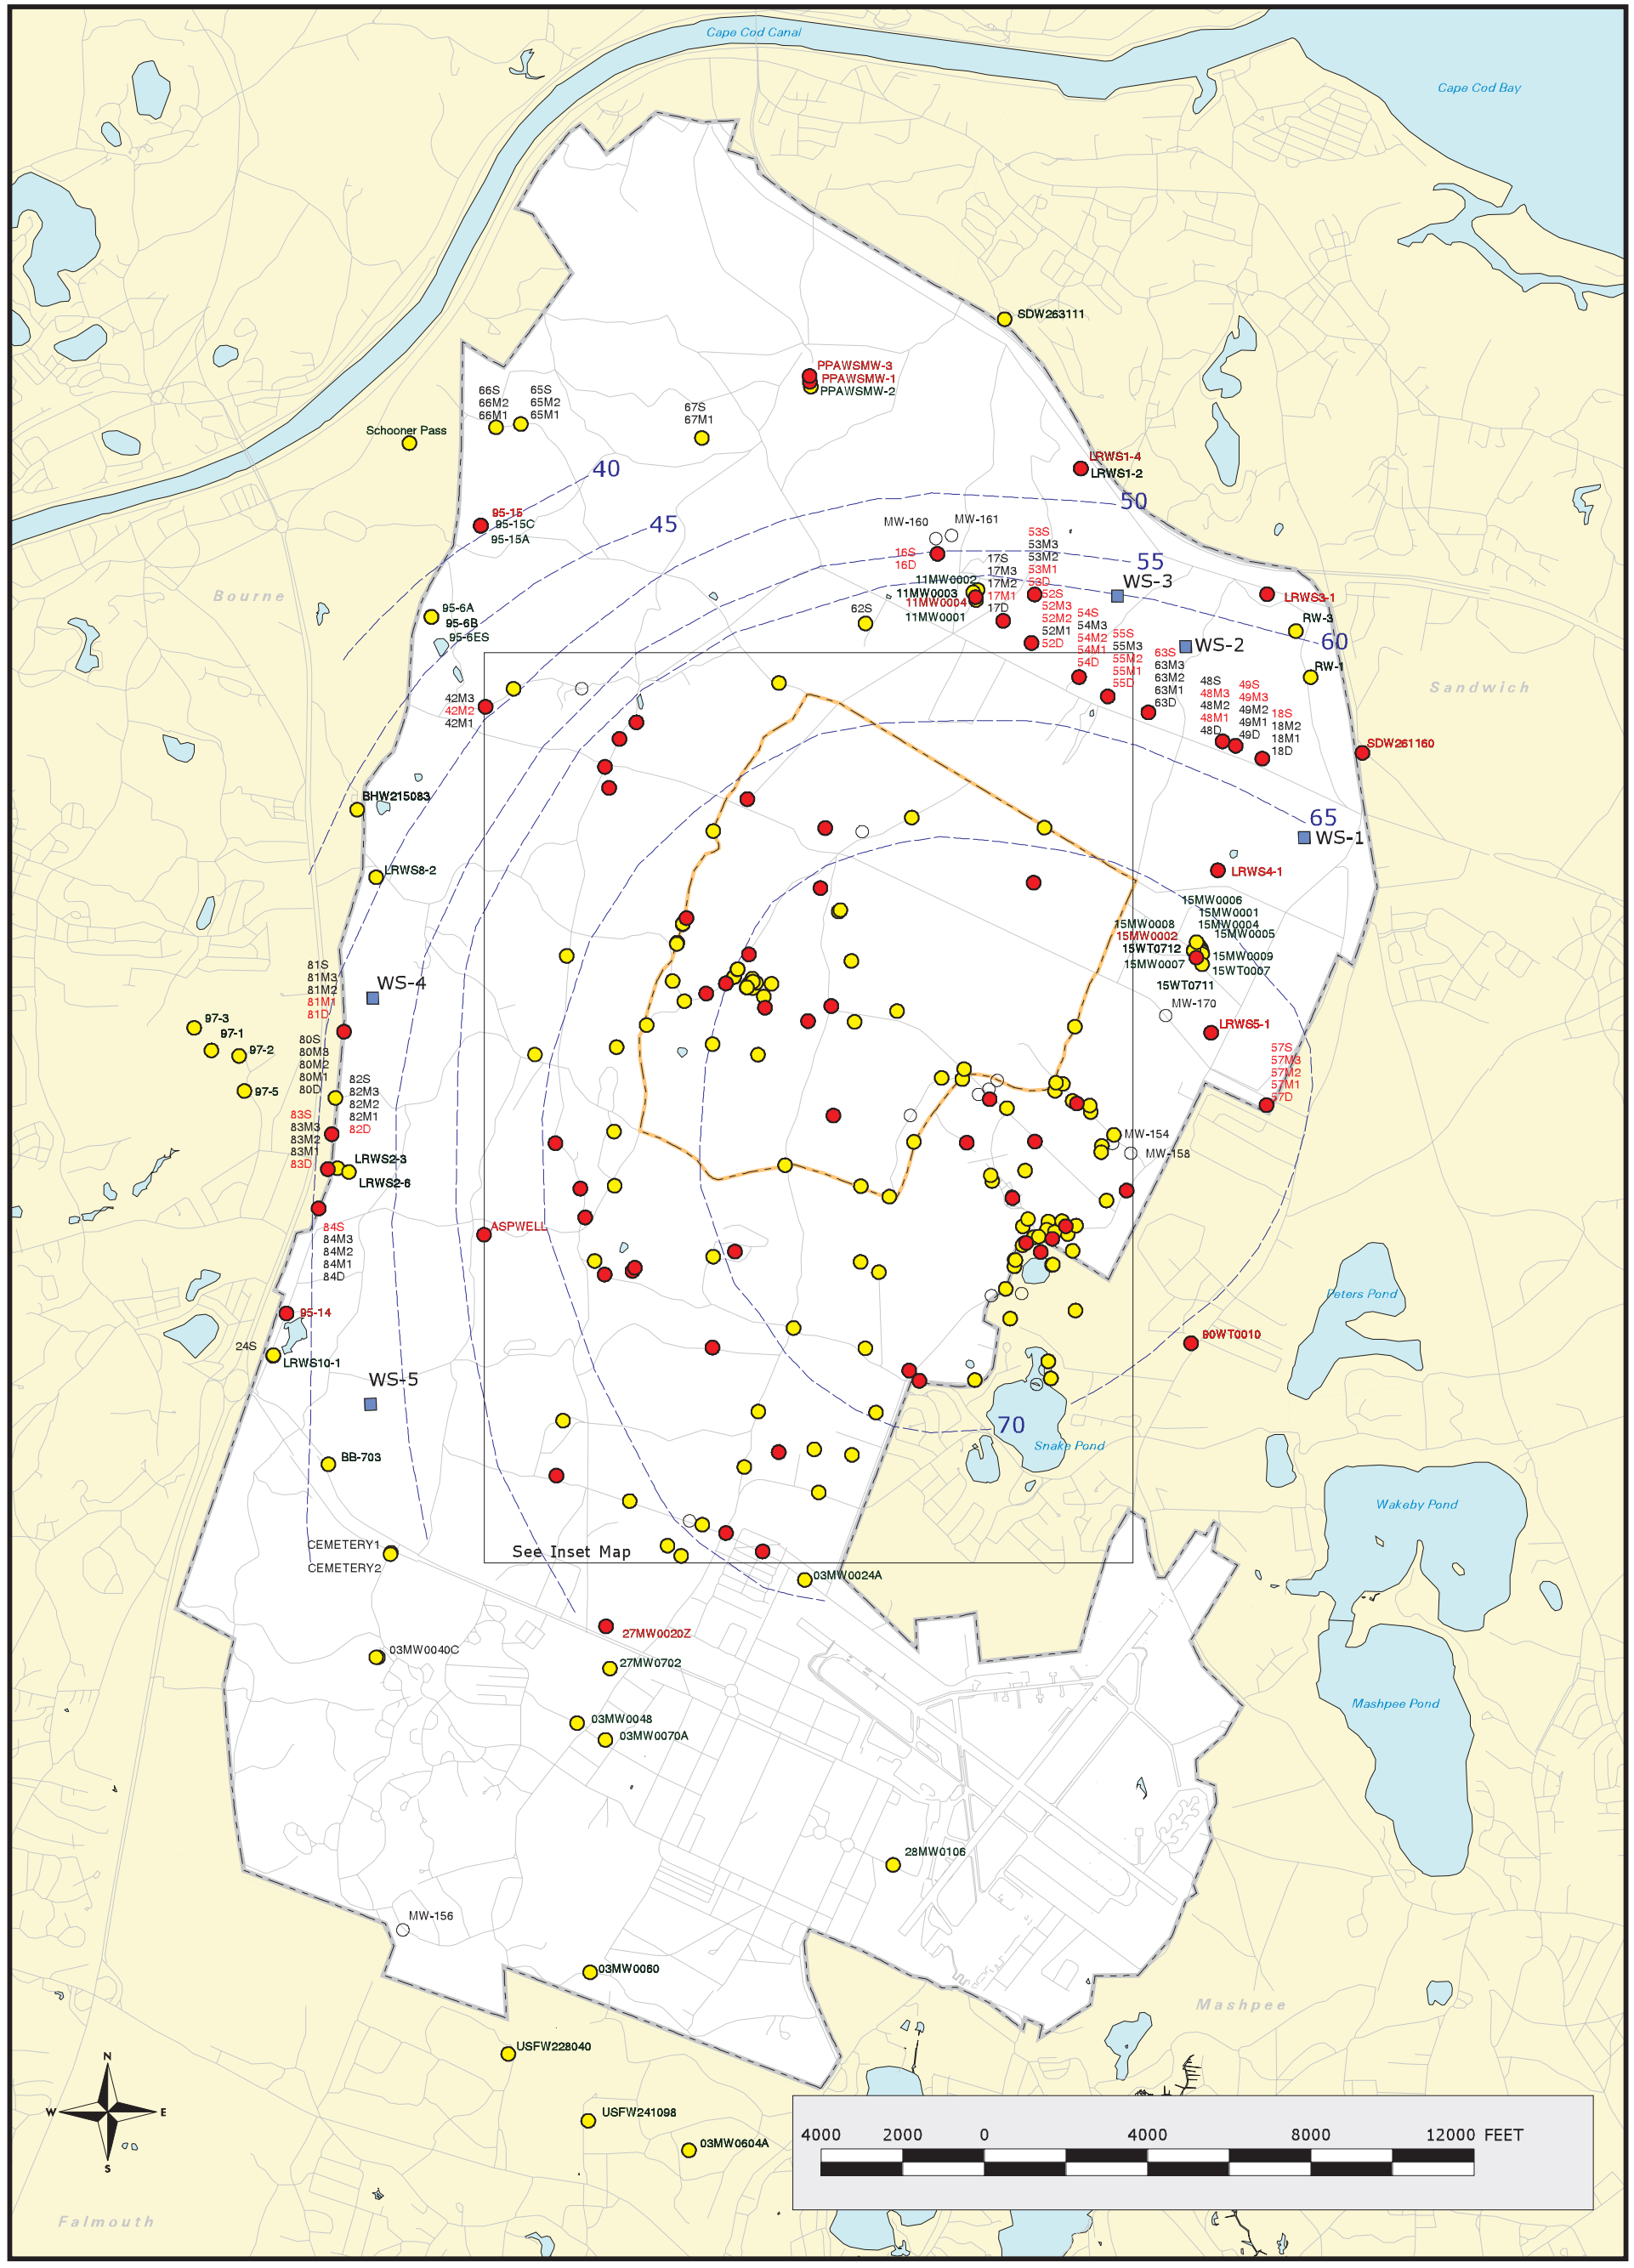 Cape Cod Canal
Cape Cod Bay
SDW263111
PPAWSMW-3
PPAWSMW-1
PPAWSMW-2
66S
66M2
66M1
65S
65M2
65M1
67S
67M1
Schooner Pass
LRWS1-4
LRWS1-2
40
45
50
55
60
65
70
95-15
95-15C
95-15A
MW-160
MW-161
16S
16D
53S
53M3
53M2
53M1
53D
17S
17M3
17M2
17M1
17D
11MW0002
11MW0003
11MW0004
11MW0001
WS-3
Bourne
LRWS3-1
95-6A
95-6B
95-6ES
62S
52S
52M3
52M2
52M1
52D
54S
54M3
54M2
54M1
54D
55S
55M3
55M2
55M1
55D
RW-3
WS-2
RW-1
63S
63M3
63M2
63M1
63D
Sandwich
42M3
42M2
42M1
48S
48M3
48M2
48M1
48D
49S
49M3
49M2
49M1
49D
18S
18M2
18M1
18D
SDW261160
BHW215083
WS-1
LRWS8-2
LRWS4-1
15MW0006
15MW0001
15MW0004
15MW0005
15MW0008
15MW0002
15WT0712
15MW0007
15MW0009
15WT0007
15WT0711
MW-170
81S
81M3
81M2
81M1
81D
WS-4
97-3
97-1
97-2
97-5
LRWS5-1
80S
80M3
80M2
80M1
80D
57S
57M3
57M2
57M1
57D
82S
82M3
82M2
82M1
82D
83S
83M3
83M2
83M1
83D
MW-154
MW-158
LRWS2-3
LRWS2-6
84S
84M3
84M2
84M1
84D
ASPWELL
Peters Pond
95-14
90WT0010
24S
LRWS10-1
WS-5
Snake Pond
BB-703
Wakeby Pond
CEMETERY1
CEMETERY2
See Inset Map
03MW0024A
27MW0020Z
03MW0040C
27MW0702
Mashpee Pond
03MW0048
03MW0070A
28MW0106
MW-156
03MW0060
Mashpee
USFW228040
USFW241098
03MW0604A
N
W
E
S
4000 2000 0 4000 8000 12000 FEET
Falmouth